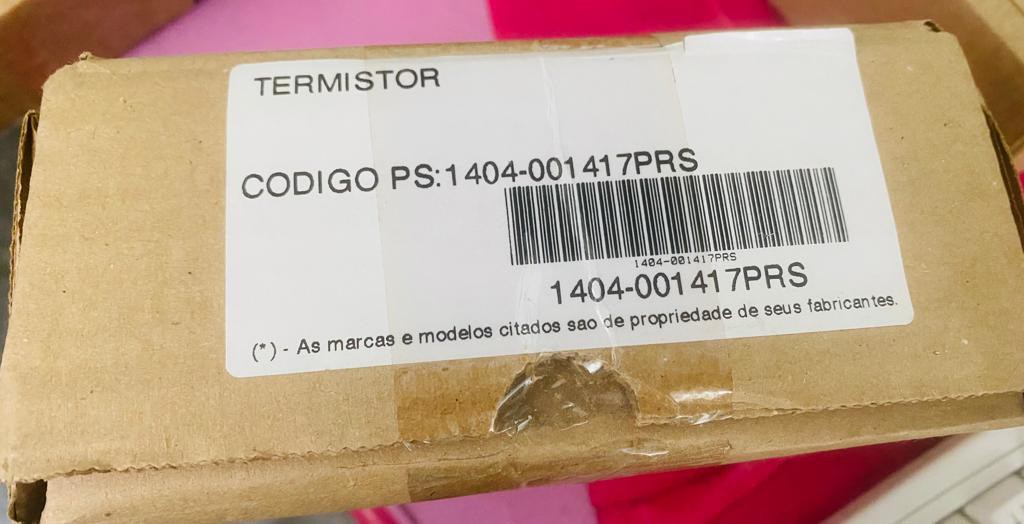 TERMISTOR
CODIGO PS:1404-001417PRS
1404-001417PRS
1404-001417PRS
(*) - As marcas e modelos citados sao de propriedade de seus fabricantes.